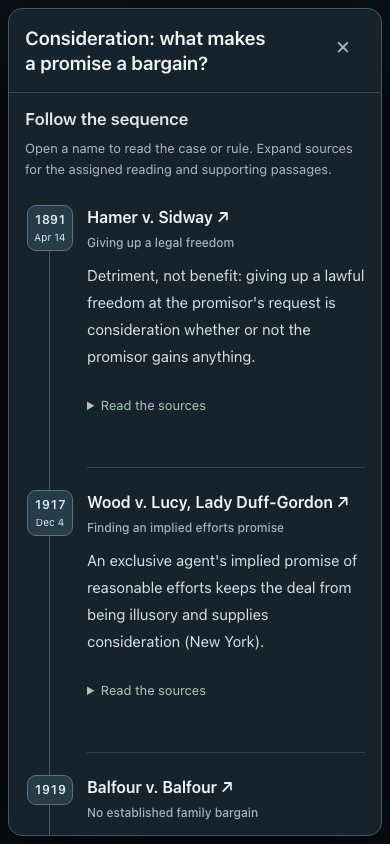 Consideration: what makes
a promise a bargain?
Follow the sequence
Open a name to read the case or rule. Expand sources
for the assigned reading and supporting passages.
1891
Apr 14
Hamer v. Sidway ↗
Giving up a legal freedom
Detriment, not benefit: giving up a lawful
freedom at the promisor's request is
consideration whether or not the
promisor gains anything.
Read the sources
1917
Dec 4
Wood v. Lucy, Lady Duff-Gordon ↗
Finding an implied efforts promise
An exclusive agent's implied promise of
reasonable efforts keeps the deal from
being illusory and supplies
consideration (New York).
Read the sources
1919
Balfour v. Balfour ↗
No established family bargain